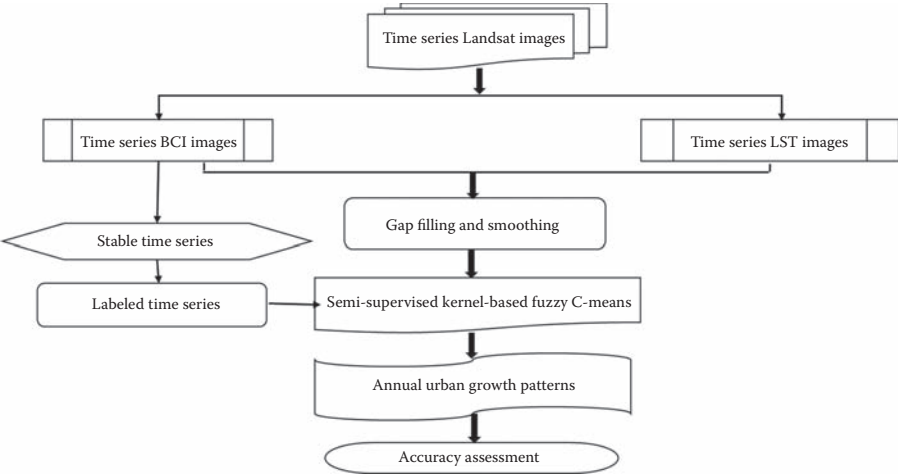 Time series Landsat images
Time series BCI images
Time series LST images
Gap filling and smoothing
Stable time series
Labeled time series
Semi-supervised kernel-based fuzzy C-means
Annual urban growth patterns
Accuracy assessment